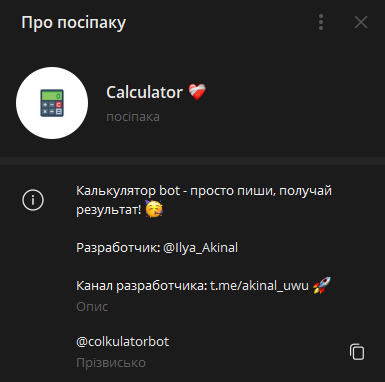 Про посіпаку
Calculator ❤️‍🩹
посіпака
Калькулятор bot - просто пиши, получай
результат! 🥳
Разработчик: @Ilya_Akinal
Канал разработчика: t.me/akinal_uwu 🚀
Опис
@colkulatorbot
Прізвисько